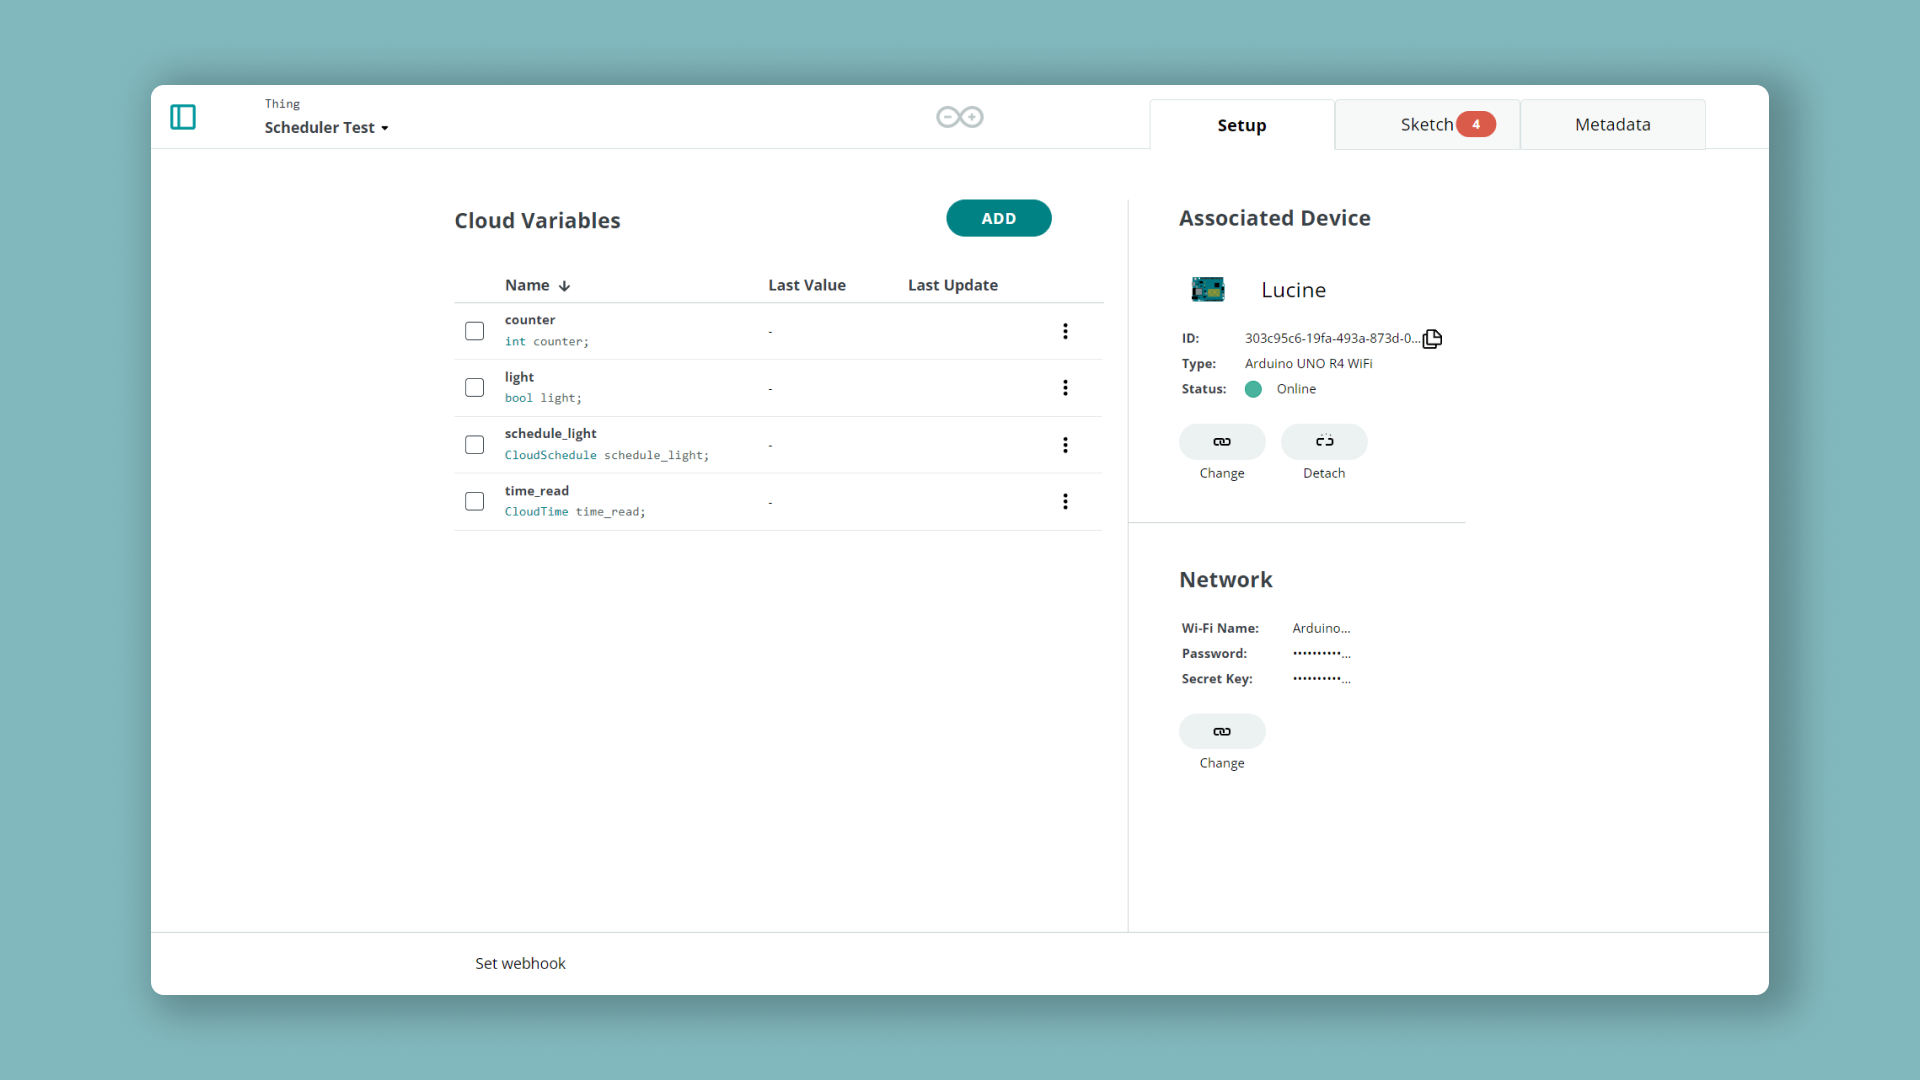 Thing
Scheduler Test
Setup
Sketch 4
Metadata
Cloud Variables
ADD
Name Last Value Last Update
counter
int counter;
-
light
bool light;
-
schedule_light
CloudSchedule schedule_light;
-
time_read
CloudTime time_read;
-
Associated Device
Lucine
ID: 303c95c6-19fa-493a-873d-0...
Type: Arduino UNO R4 WiFi
Status: Online
Change
Detach
Network
Wi-Fi Name: Arduino...
Password: ••••••••••...
Secret Key: ••••••••••...
Change
Set webhook